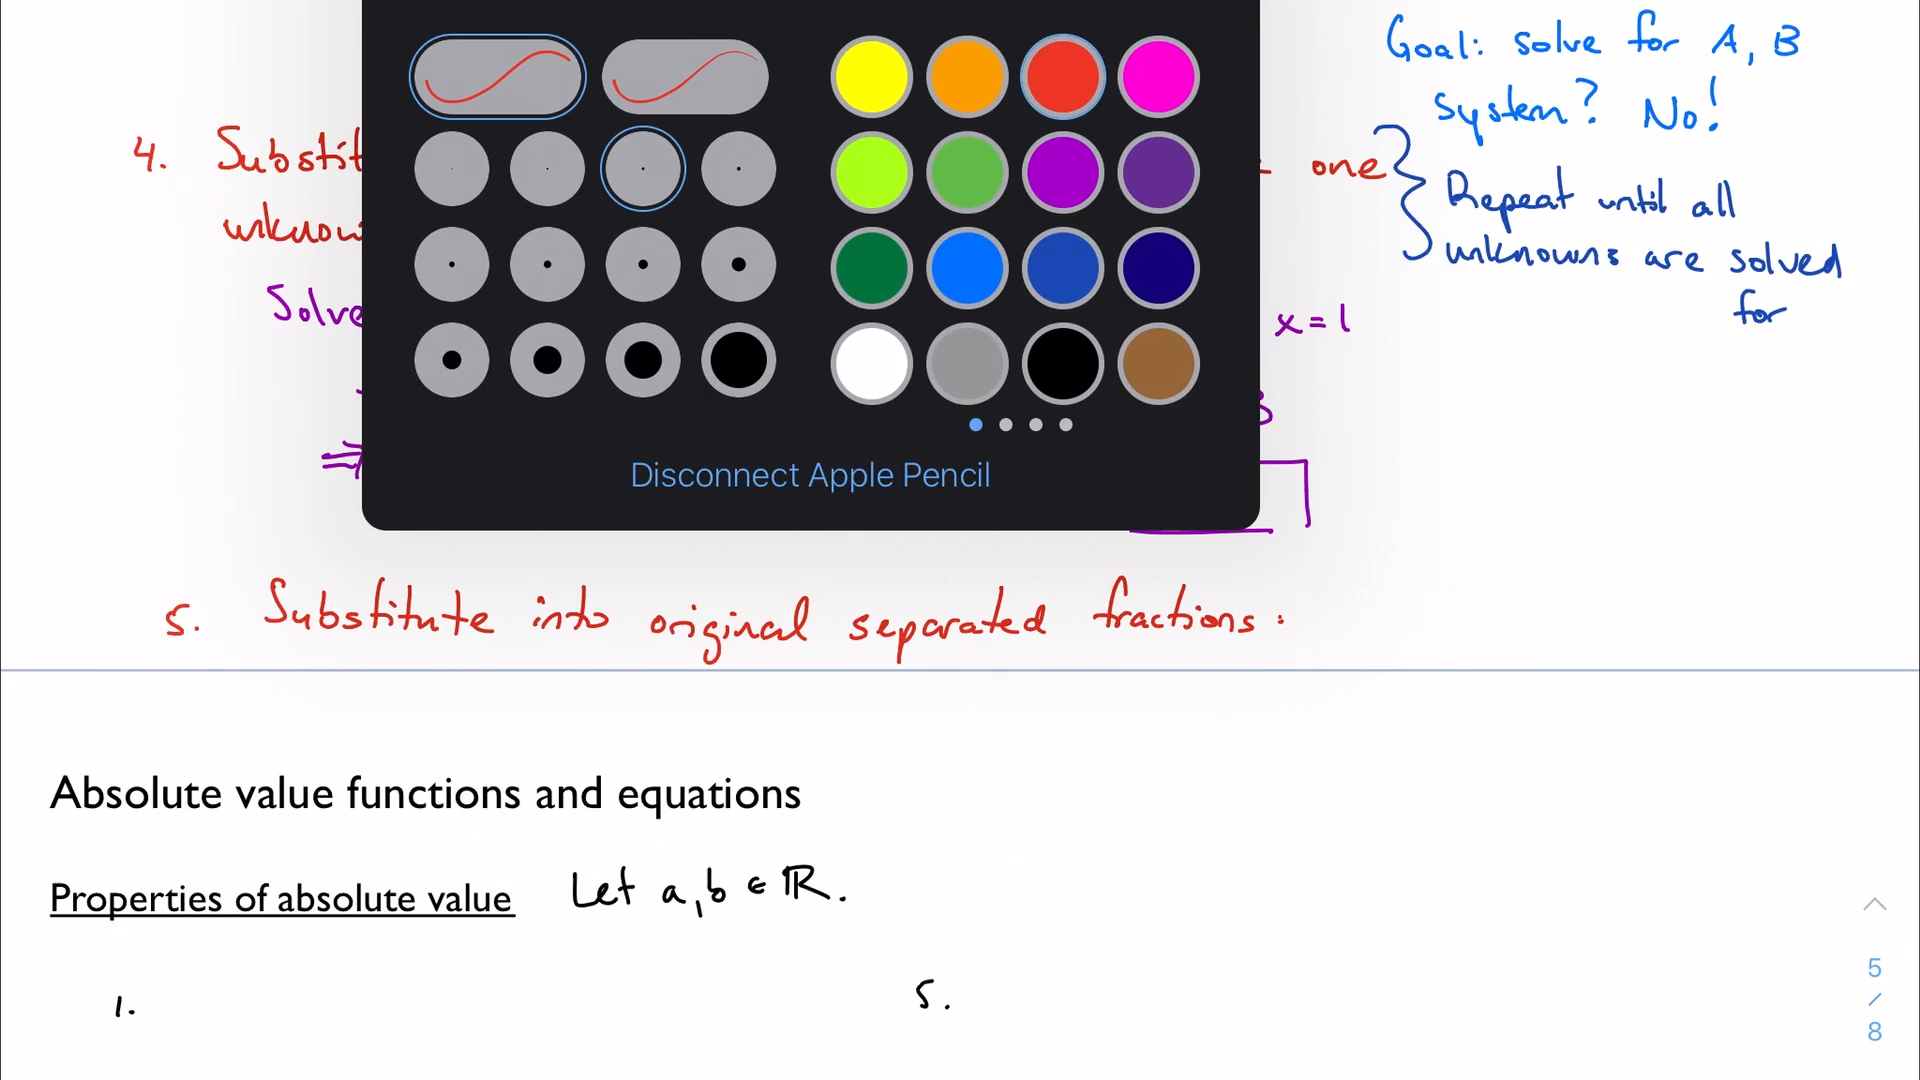 Goal: solve for A, B
system? No!
4. Substit
one
unknow
Repeat until all
unknowns are solved
for
Solve
x=1
Disconnect Apple Pencil
5. Substitute into original separated fractions:
Absolute value functions and equations
Properties of absolute value Let a,b ∈ ℝ.
1. 5.
5
/
8